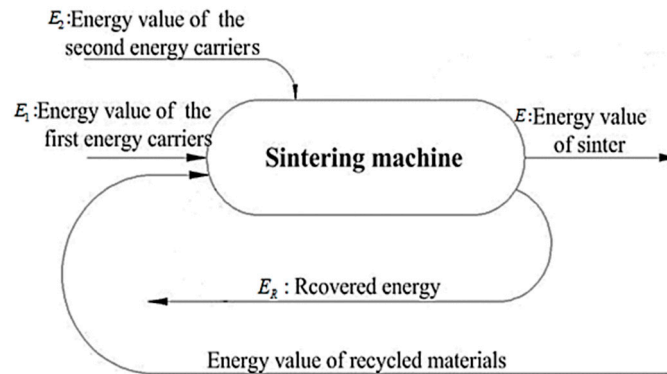 E₂:Energy value of the
second energy carriers
E₁:Energy value of the
first energy carriers
Sintering machine
E:Energy value
of sinter
E_R : Rcovered energy
Energy value of recycled materials